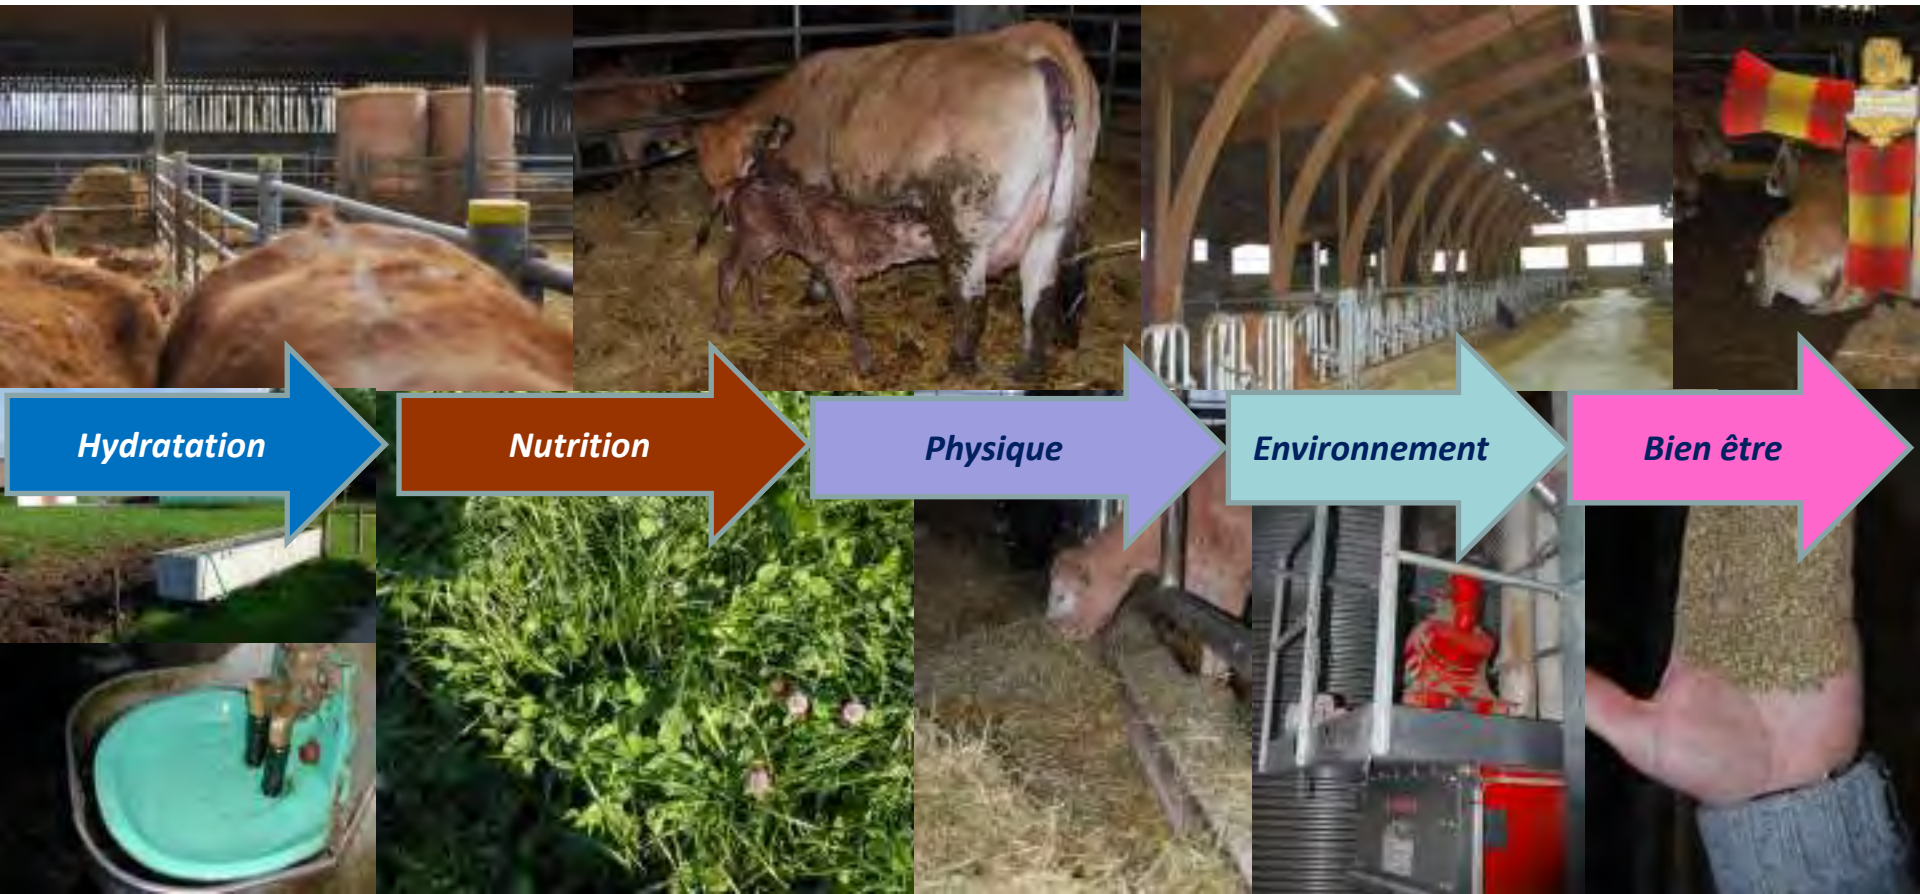 Hydratation
Nutrition
Physique
Environnement
Bien être